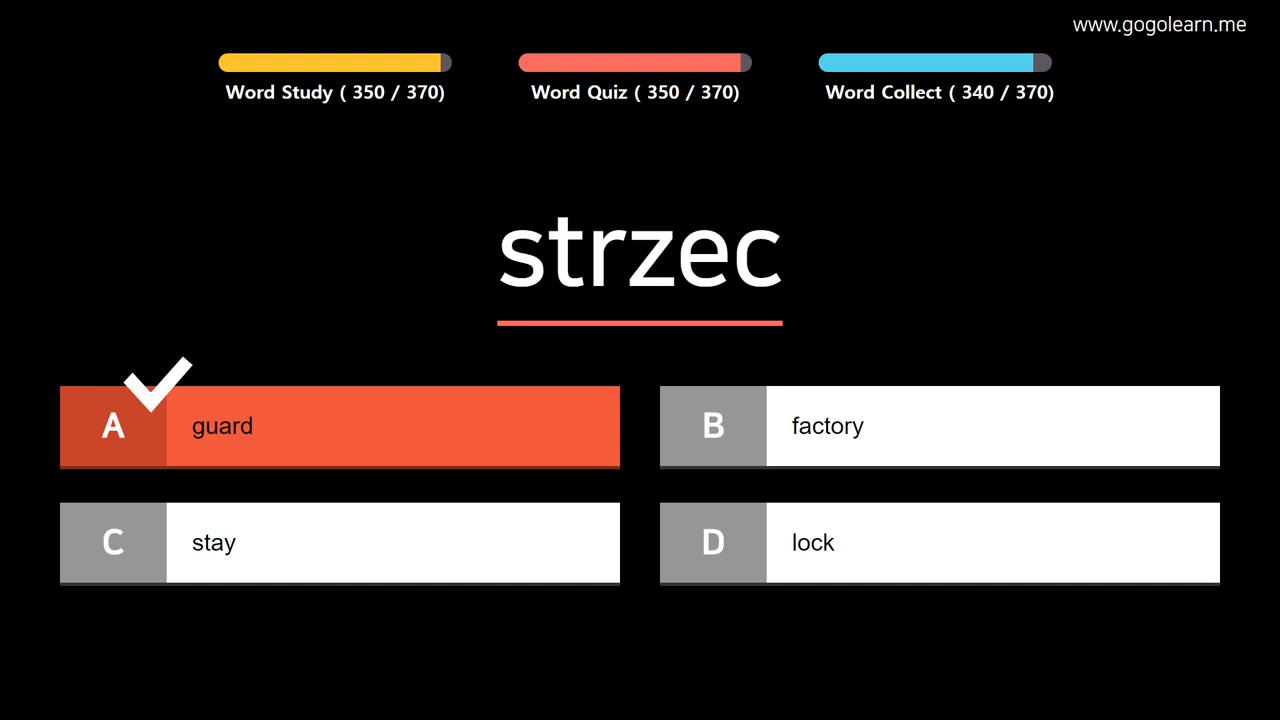 www.gogolearn.me
Word Study ( 350 / 370)
Word Quiz ( 350 / 370)
Word Collect ( 340 / 370)
strzec
A guard
B factory
C stay
D lock